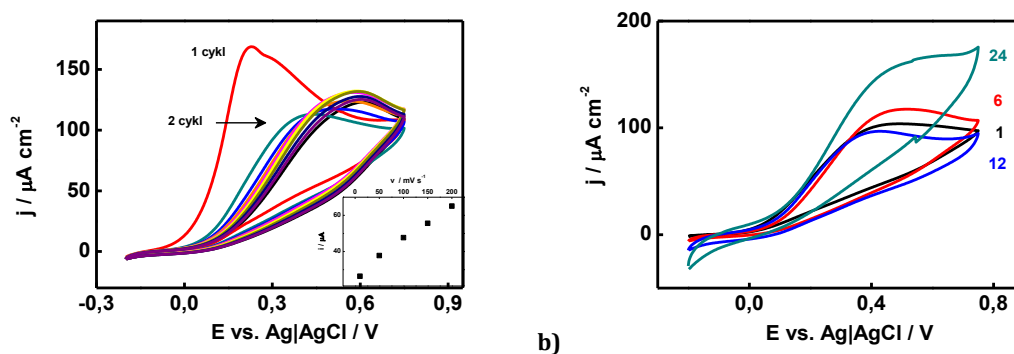 150
100
50
0
-0,3
0,0
0,3
0,6
0,9
j / µA cm-2
E vs. Ag|AgCl / V
1 cykl
2 cykl
v / mV s-1
0
50
100
150
200
60
40
i / µA
b)
200
100
0
0,0
0,4
0,8
j / µA cm-2
E vs. Ag|AgCl / V
24
6
1
12